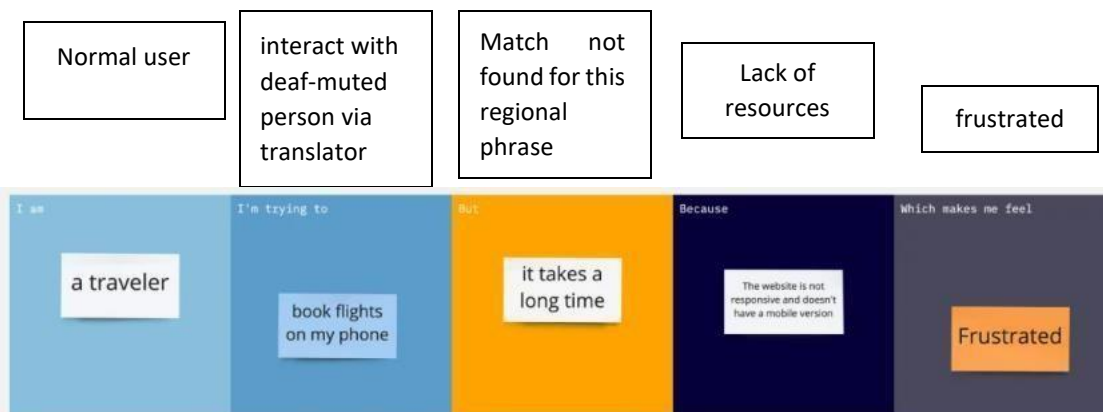 Normal user
interact with
deaf-muted
person via
translator
Match not
found for this
regional
phrase
Lack of
resources
frustrated
I am
a traveler
I'm trying to
book flights
on my phone
But
it takes a
long time
Because
The website is not
responsive and doesn't
have a mobile version
Which makes me feel
Frustrated